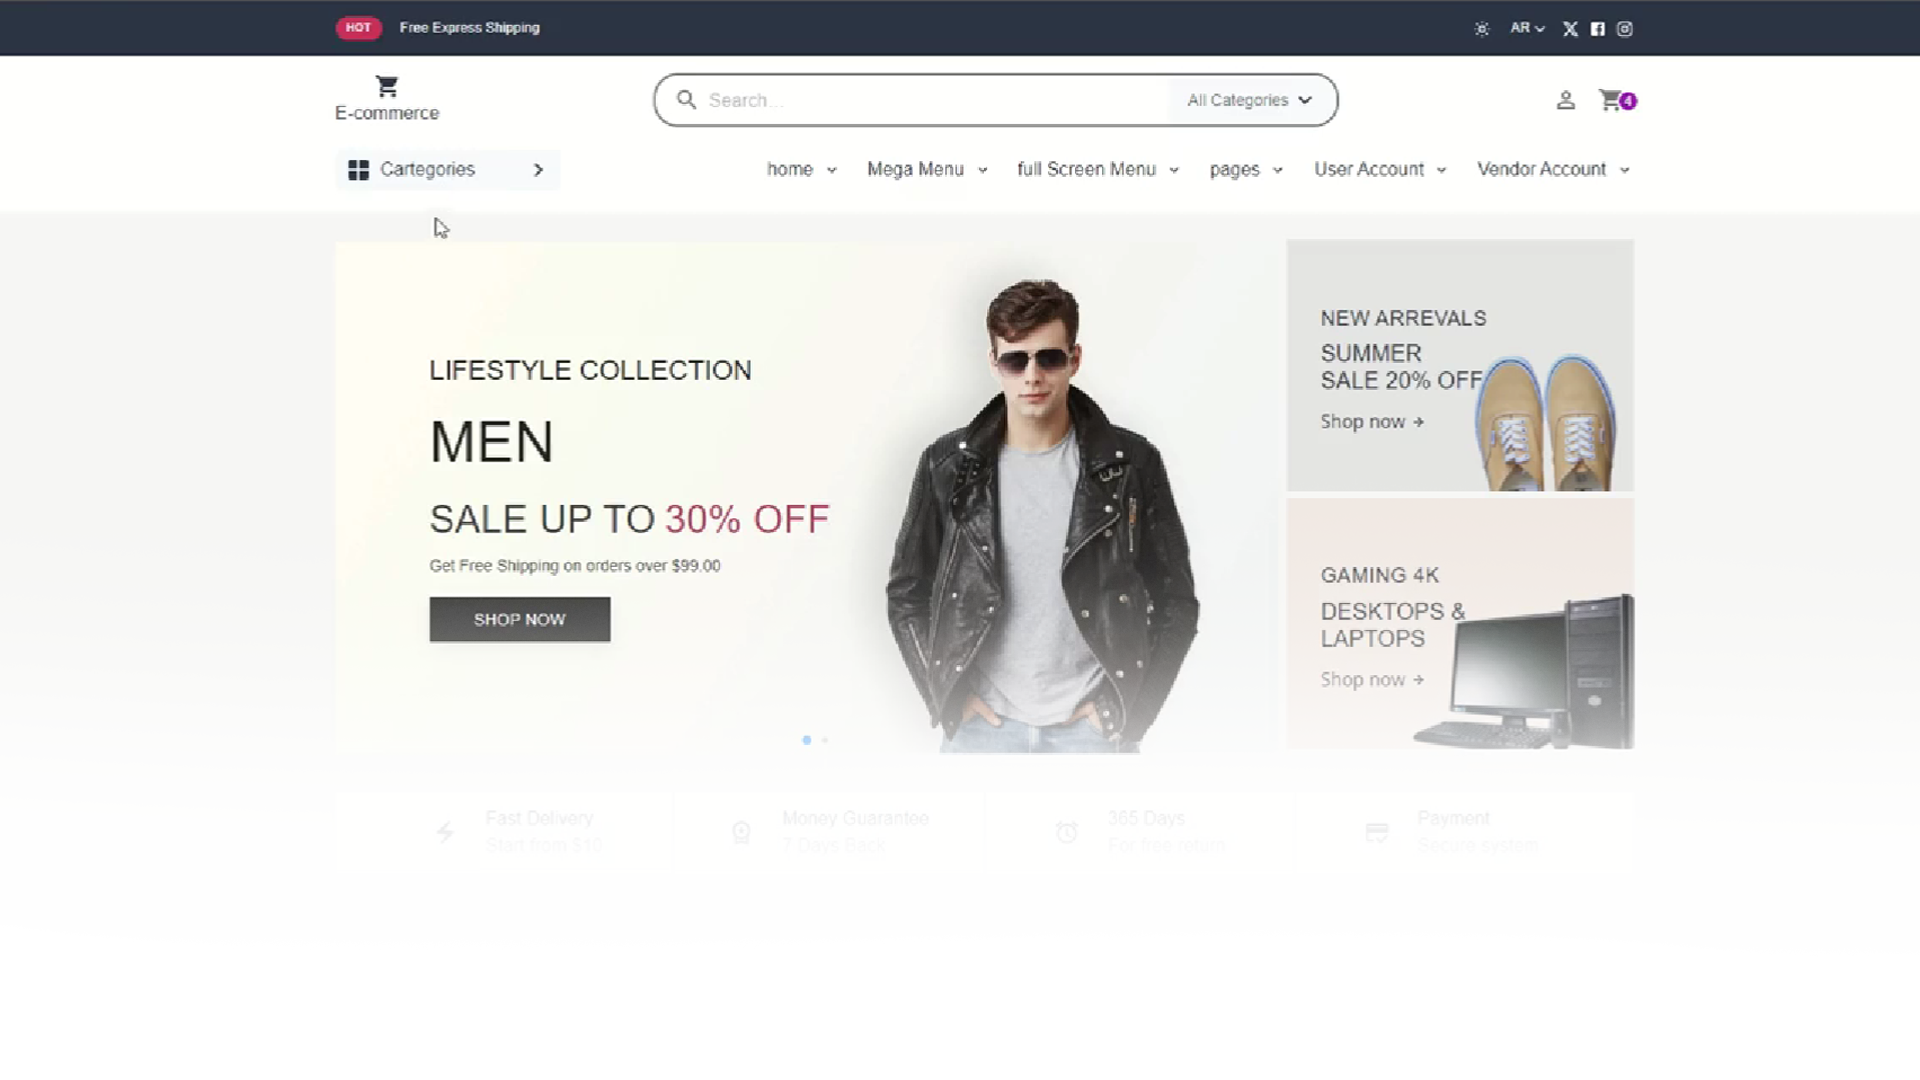 HOT Free Express Shipping AR
E-commerce
Search... All Categories
4
Cartegories
home Mega Menu full Screen Menu pages User Account Vendor Account
LIFESTYLE COLLECTION
MEN
SALE UP TO 30% OFF
Get Free Shipping on orders over $99.00
SHOP NOW
NEW ARREVALS
SUMMER
SALE 20% OFF
Shop now →
GAMING 4K
DESKTOPS &
LAPTOPS
Shop now →
Fast Delivery
Start from $10
Money Guarantee
7 Days Back
365 Days
For free return
Payment
Secure system